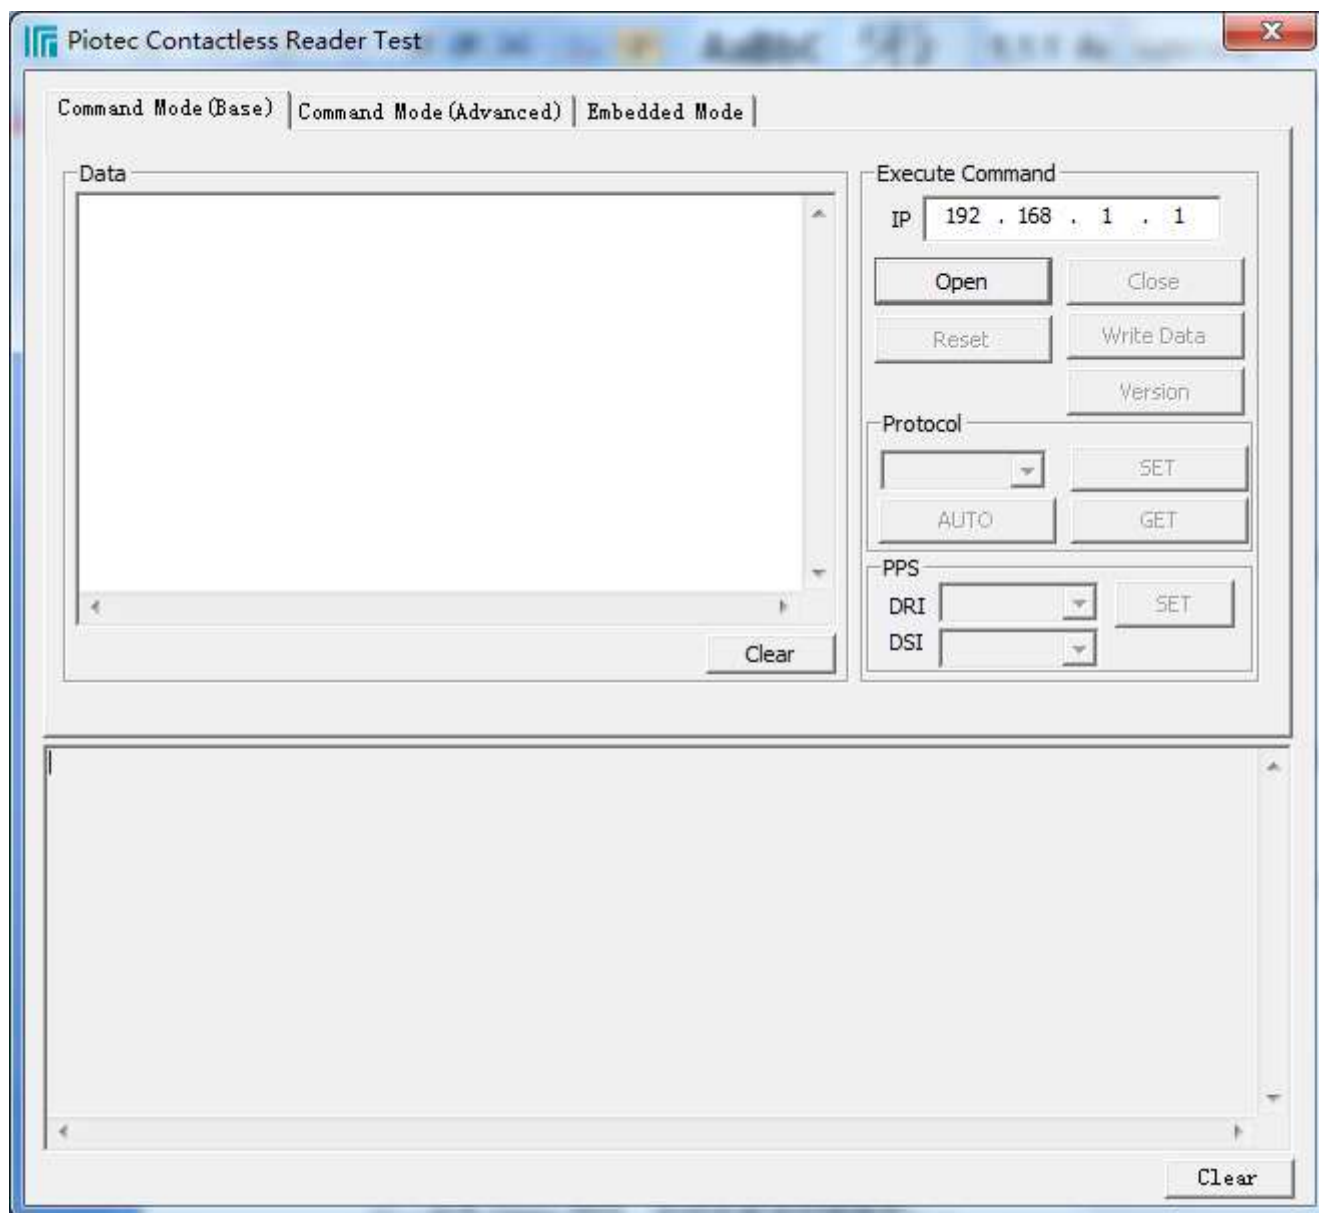 Piotec Contactless Reader Test
Command Mode(Base) Command Mode(Advanced) Embedded Mode
Data
Execute Command
IP 192 . 168 . 1 . 1
Open Close
Reset Write Data
Version
Protocol
SET
AUTO GET
PPS
DRI SET
DSI
Clear
Clear